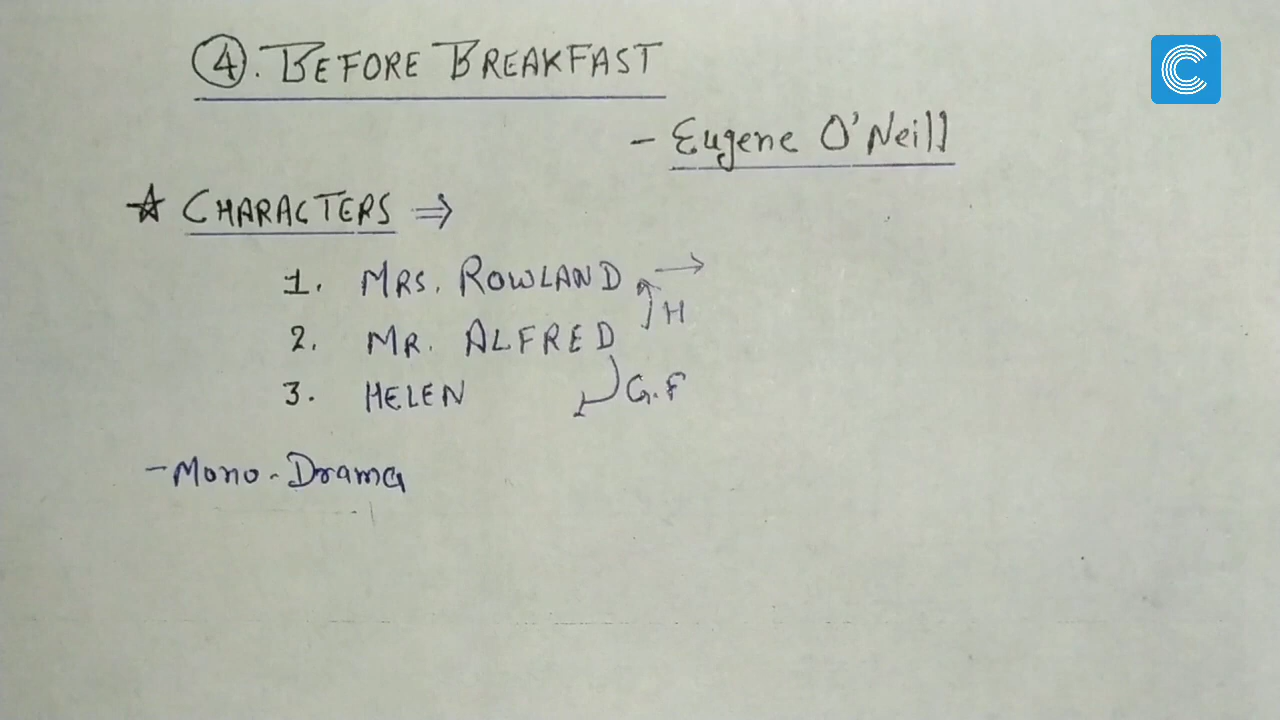 4. BEFORE BREAKFAST
- Eugene O'Neill
☆ CHARACTERS ⇒
1. MRS. ROWLAND →
H
2. MR. ALFRED
3. HELEN G.F
- Mono-Drama